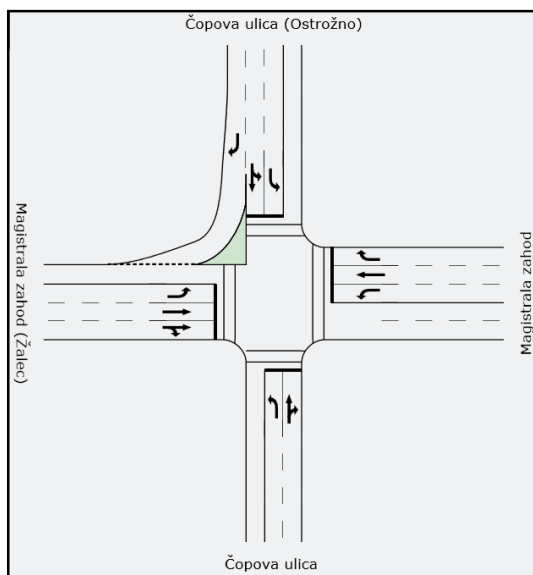 Čopova ulica (Ostrožno)
Magistrala zahod (Žalec)
Magistrala zahod
Čopova ulica